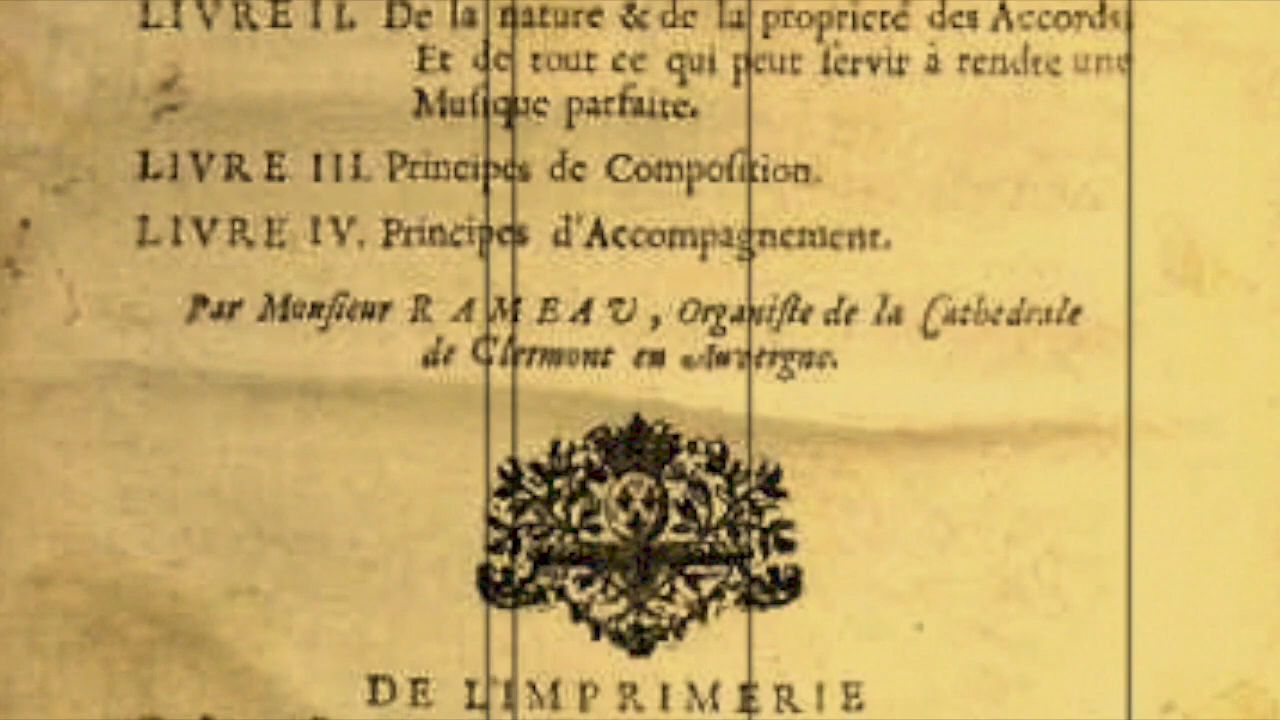 LIVRE II. De la nature & de la proprieté des Accords.
Et de tout ce qui peut ſervir à rendre une
Muſique parfaite.
LIVRE III. Principes de Compoſition.
LIVRE IV. Principes d'Accompagnement.
Par Monſieur RAMEAU, Organiſte de la Cathedrale
de Clermont en Auvergne.
DE L'IMPRIMERIE